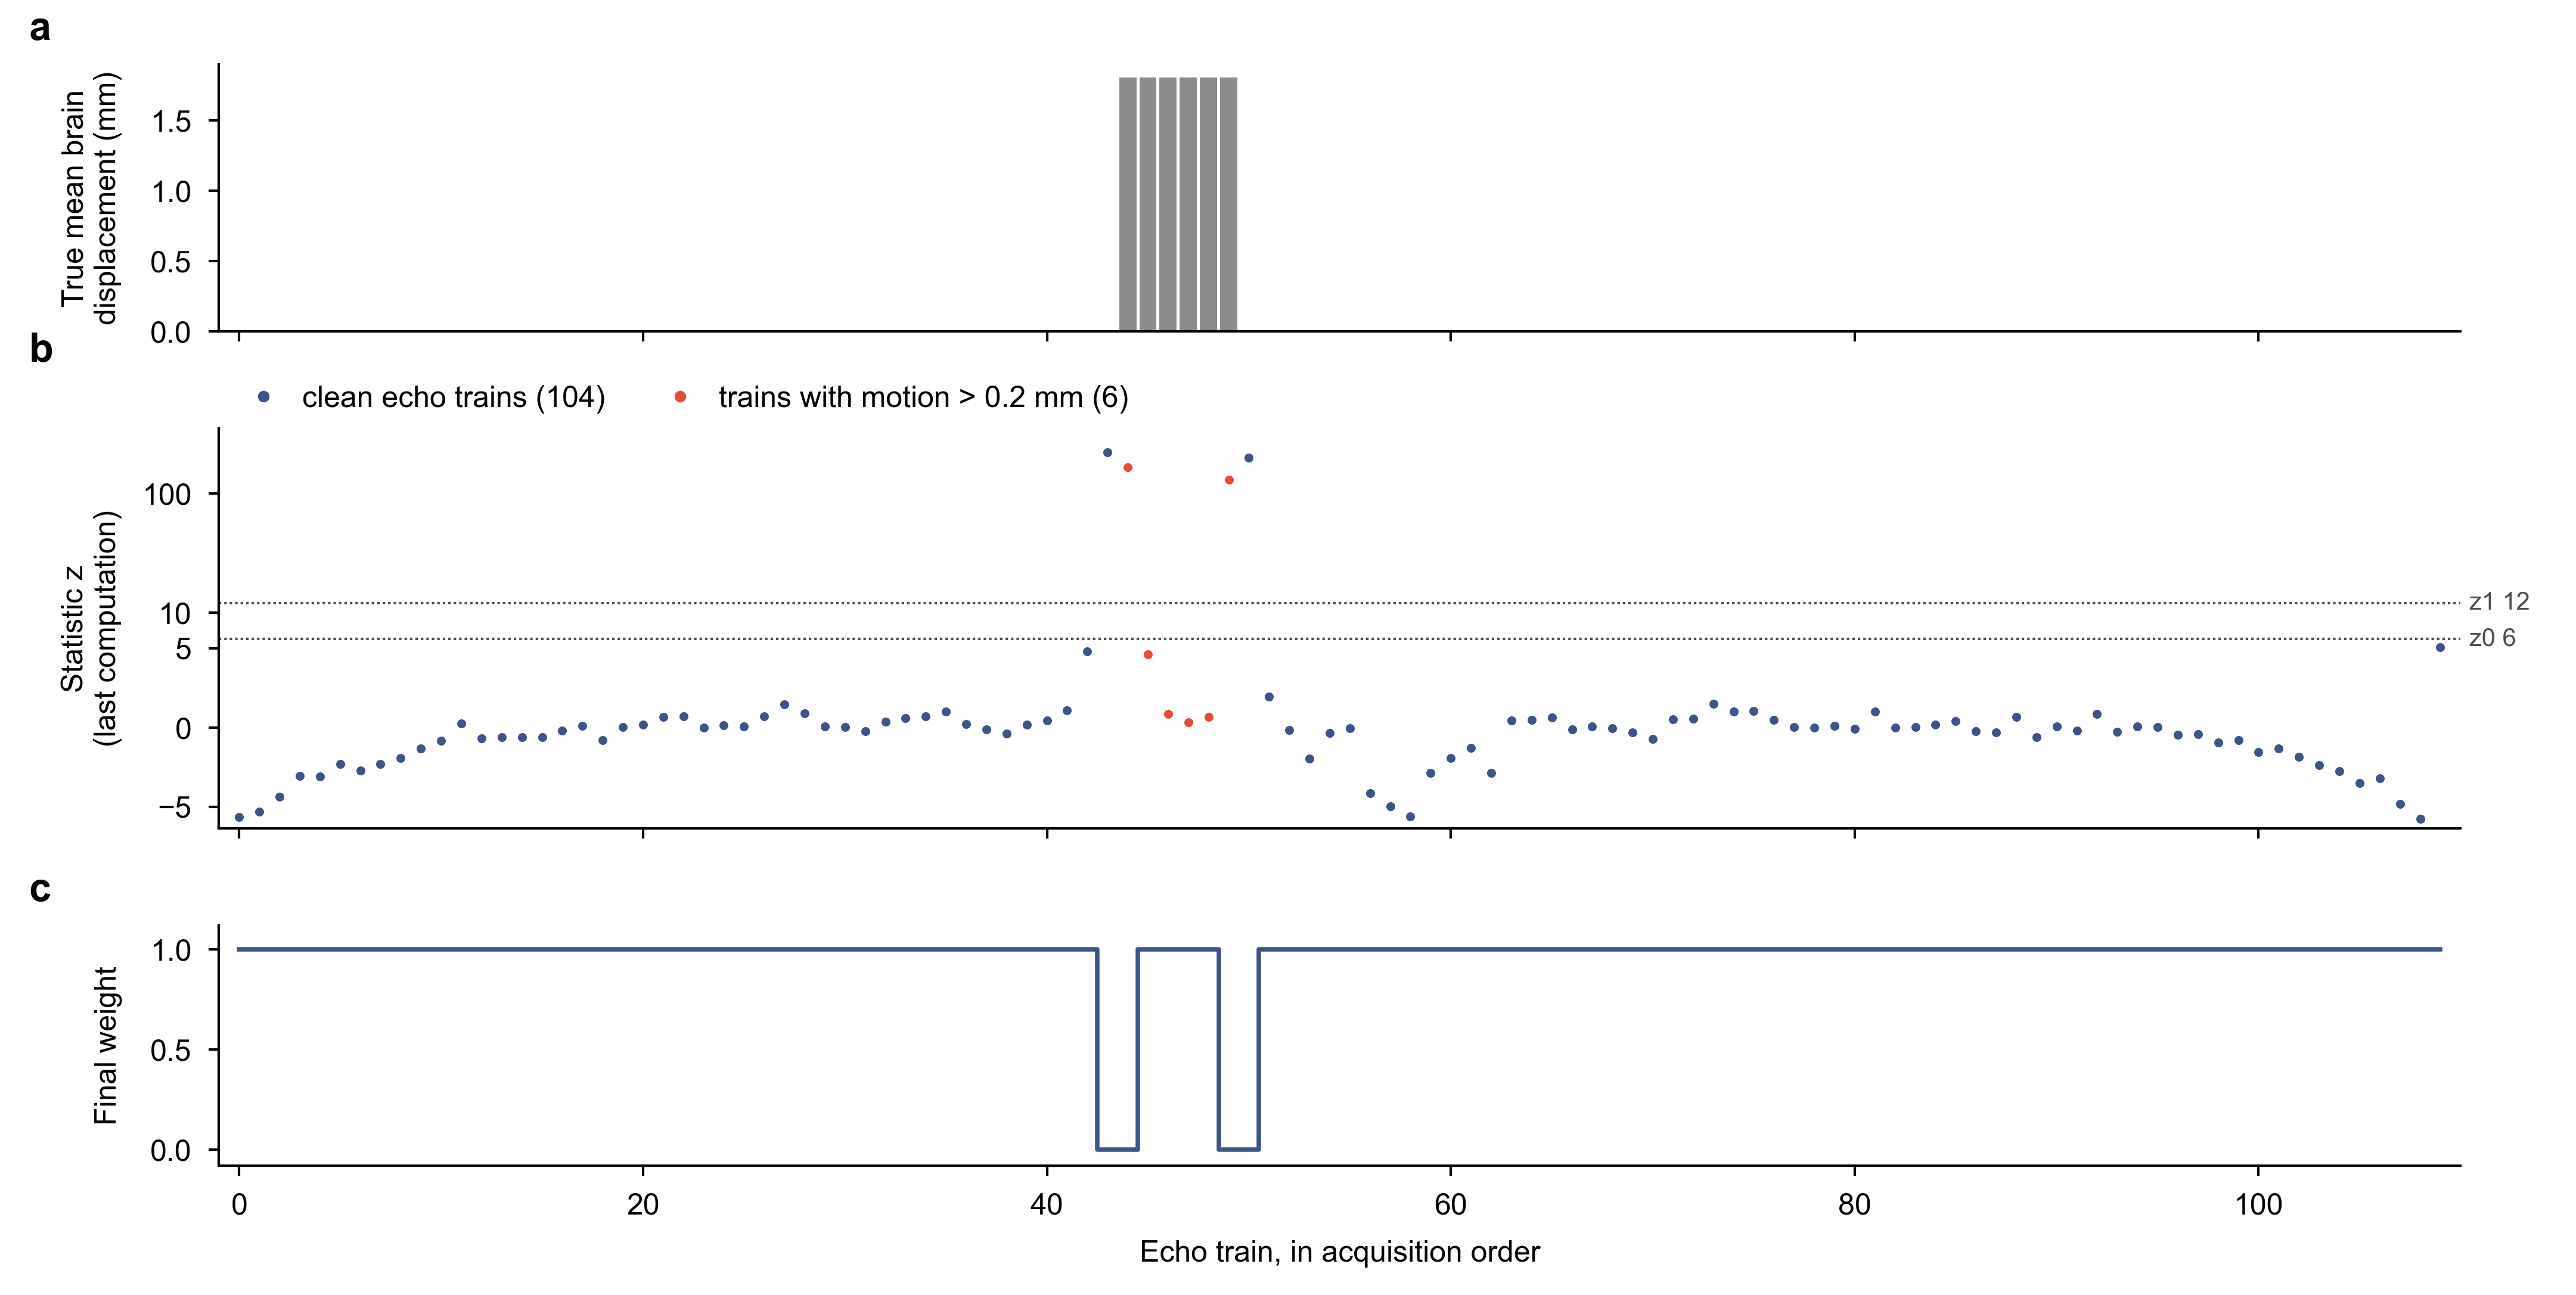 a
True mean brain
displacement (mm)
1.5
1.0
0.5
0.0
b
clean echo trains (104)
trains with motion > 0.2 mm (6)
Statistic z
(last computation)
100
10
5
0
−5
z1 12
z0 6
c
Final weight
1.0
0.5
0.0
0
20
40
60
80
100
Echo train, in acquisition order